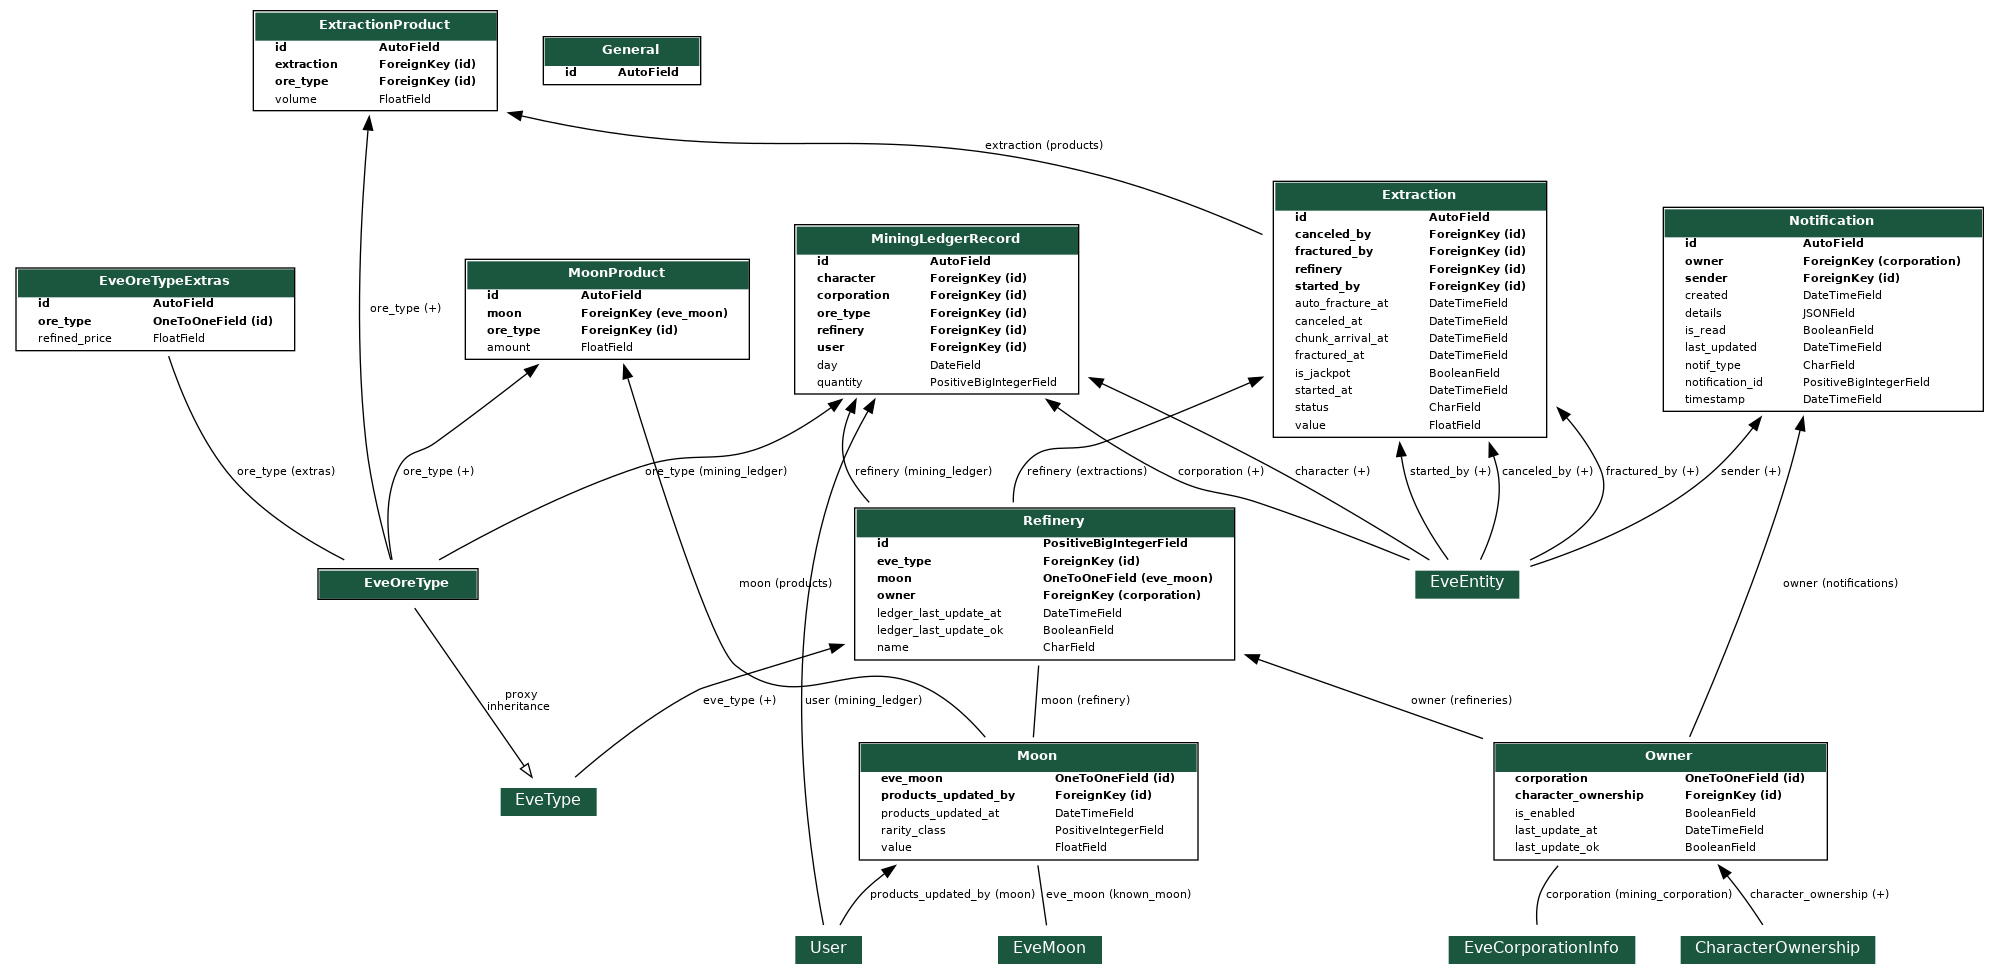 ExtractionProduct
id AutoField
extraction ForeignKey (id)
ore_type ForeignKey (id)
volume FloatField
General
id AutoField
extraction (products)
Extraction
id AutoField
canceled_by ForeignKey (id)
fractured_by ForeignKey (id)
refinery ForeignKey (id)
started_by ForeignKey (id)
auto_fracture_at DateTimeField
canceled_at DateTimeField
chunk_arrival_at DateTimeField
fractured_at DateTimeField
is_jackpot BooleanField
started_at DateTimeField
status CharField
value FloatField
Notification
id AutoField
owner ForeignKey (corporation)
sender ForeignKey (id)
created DateTimeField
details JSONField
is_read BooleanField
last_updated DateTimeField
notif_type CharField
notification_id PositiveBigIntegerField
timestamp DateTimeField
MiningLedgerRecord
id AutoField
character ForeignKey (id)
corporation ForeignKey (id)
ore_type ForeignKey (id)
refinery ForeignKey (id)
user ForeignKey (id)
day DateField
quantity PositiveBigIntegerField
MoonProduct
id AutoField
moon ForeignKey (eve_moon)
ore_type ForeignKey (id)
amount FloatField
EveOreTypeExtras
id AutoField
ore_type OneToOneField (id)
refined_price FloatField
ore_type (+)
ore_type (extras)
ore_type (+)
ore_type (mining_ledger)
refinery (mining_ledger)
refinery (extractions)
corporation (+)
character (+)
started_by (+)
canceled_by (+)
fractured_by (+)
sender (+)
Refinery
id PositiveBigIntegerField
eve_type ForeignKey (id)
moon OneToOneField (eve_moon)
owner ForeignKey (corporation)
ledger_last_update_at DateTimeField
ledger_last_update_ok BooleanField
name CharField
EveOreType
moon (products)
EveEntity
owner (notifications)
proxy
inheritance
eve_type (+)
user (mining_ledger)
moon (refinery)
owner (refineries)
EveType
Moon
eve_moon OneToOneField (id)
products_updated_by ForeignKey (id)
products_updated_at DateTimeField
rarity_class PositiveIntegerField
value FloatField
Owner
corporation OneToOneField (id)
character_ownership ForeignKey (id)
is_enabled BooleanField
last_update_at DateTimeField
last_update_ok BooleanField
products_updated_by (moon)
eve_moon (known_moon)
corporation (mining_corporation)
character_ownership (+)
User
EveMoon
EveCorporationInfo
CharacterOwnership